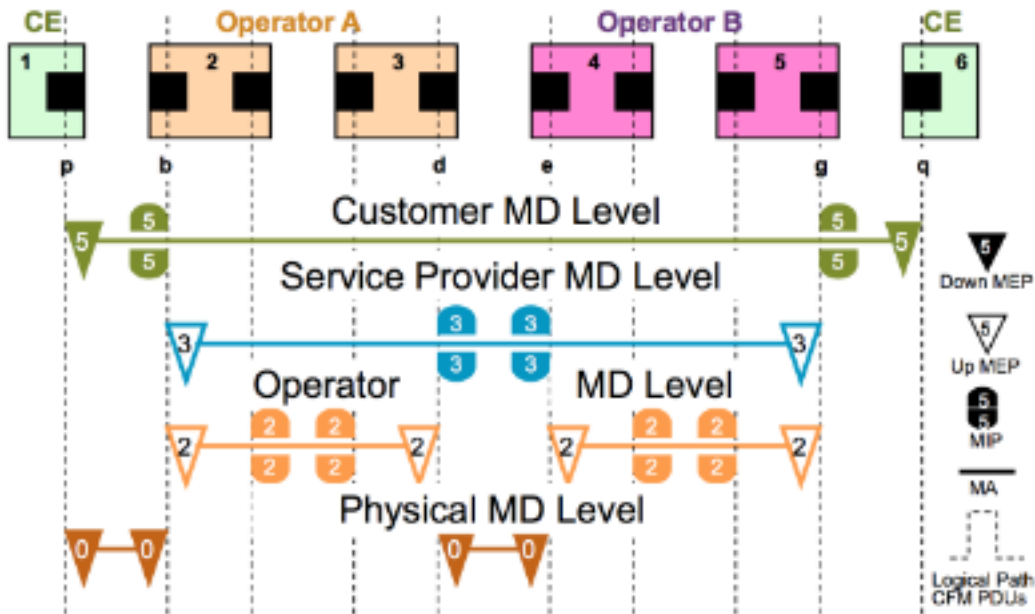 CE Operator A Operator B CE
1 2 3 4 5 6
p b d e g q
Customer MD Level
5 5 5 5
5 5
Service Provider MD Level
5
Down MEP
3 3 3 3
3 3
5
Up MEP
Operator MD Level
2 2 2 2 2 2 2 2
2 2 2 2
5
5
MIP
MA
Physical MD Level
0 0 0 0
Logical Path
CFM PDUs